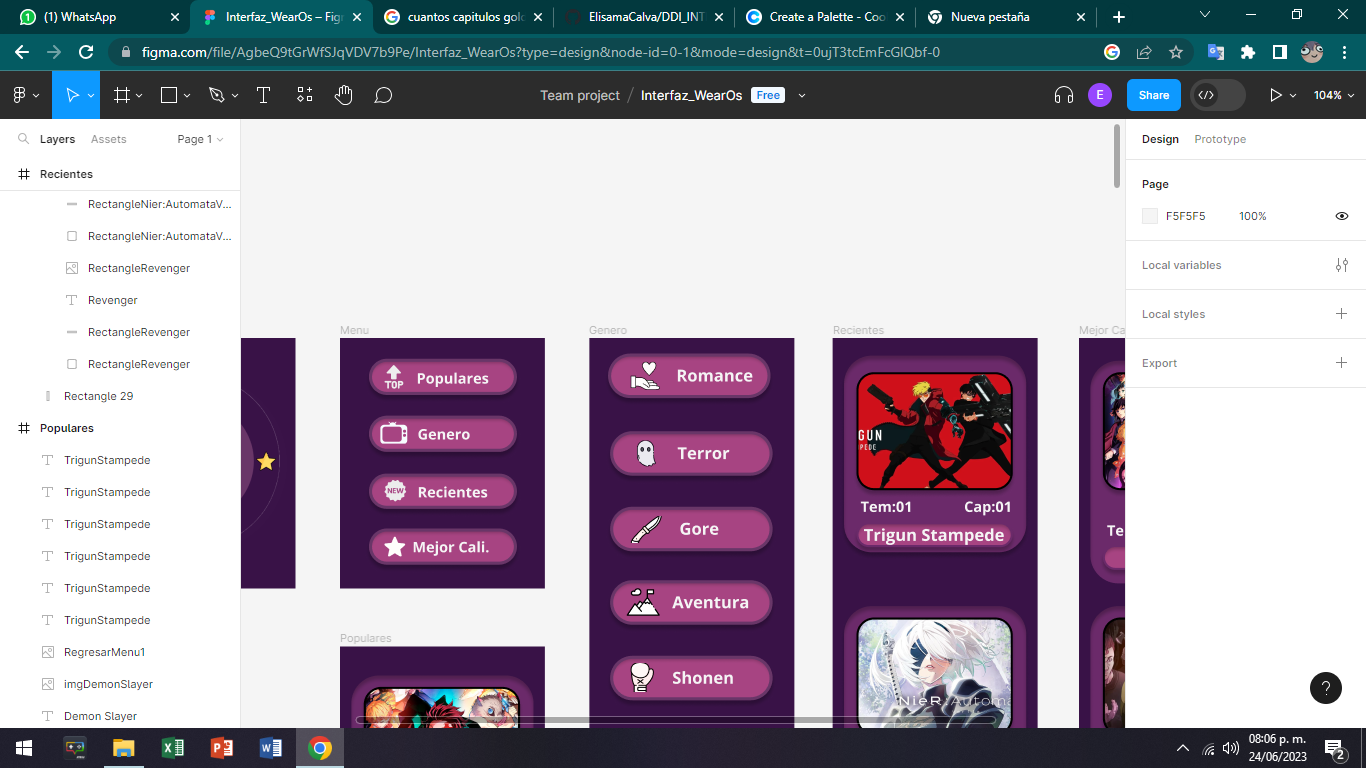 (1) WhatsApp
Interfaz_WearOs – Figr
cuantos capitulos gold
ElisamaCalva/DDI_INT
Create a Palette - Coo
Nueva pestaña
figma.com/file/AgbeQ9tGrWfSJqVDV7b9Pe/Interfaz_WearOs?type=design&node-id=0-1&mode=design&t=0ujT3tcEmFcGlQbf-0
Team project / Interfaz_WearOs Free
E
Share
104%
Layers Assets Page 1
Recientes
RectangleNier:AutomataV...
RectangleNier:AutomataV...
RectangleRevenger
Revenger
RectangleRevenger
RectangleRevenger
Rectangle 29
Populares
TrigunStampede
TrigunStampede
TrigunStampede
TrigunStampede
TrigunStampede
TrigunStampede
RegresarMenu1
imgDemonSlayer
Demon Slayer
Menu
TOP Populares
Genero
NEW Recientes
Mejor Cali.
Populares
Genero
Romance
Terror
Gore
Aventura
Shonen
Recientes
GUN
PEDE
Tem:01 Cap:01
Trigun Stampede
NieR:Automa
Mejor Ca
Te
Design Prototype
Page
F5F5F5 100%
Local variables
Local styles
Export
?
08:06 p. m.
24/06/2023
2